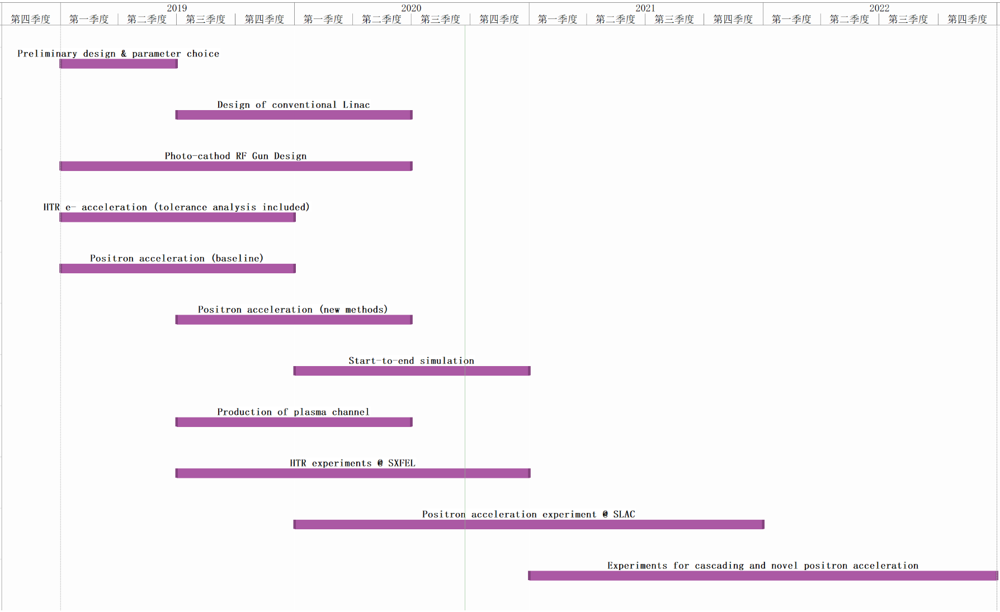 2019 2020 2021 2022
第四季度 第一季度 第二季度 第三季度 第四季度 第一季度 第二季度 第三季度 第四季度 第一季度 第二季度 第三季度 第四季度 第一季度 第二季度 第三季度 第四季度
Preliminary design & parameter choice
Design of conventional Linac
Photo-cathod RF Gun Design
HTR e- acceleration (tolerance analysis included)
Positron acceleration (baseline)
Positron acceleration (new methods)
Start-to-end simulation
Production of plasma channel
HTR experiments @ SXFEL
Positron acceleration experiment @ SLAC
Experiments for cascading and novel positron acceleration